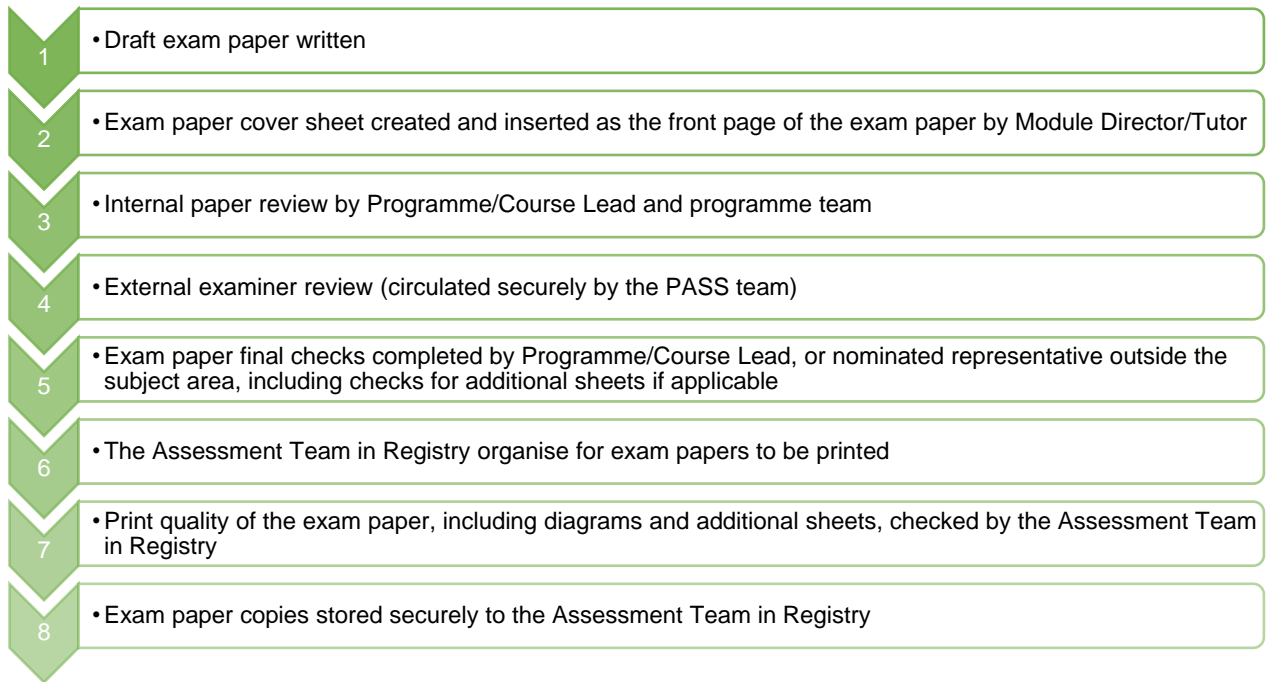 1
• Draft exam paper written
2
• Exam paper cover sheet created and inserted as the front page of the exam paper by Module Director/Tutor
3
• Internal paper review by Programme/Course Lead and programme team
4
• External examiner review (circulated securely by the PASS team)
5
• Exam paper final checks completed by Programme/Course Lead, or nominated representative outside the
subject area, including checks for additional sheets if applicable
6
• The Assessment Team in Registry organise for exam papers to be printed
7
• Print quality of the exam paper, including diagrams and additional sheets, checked by the Assessment Team
in Registry
8
• Exam paper copies stored securely to the Assessment Team in Registry